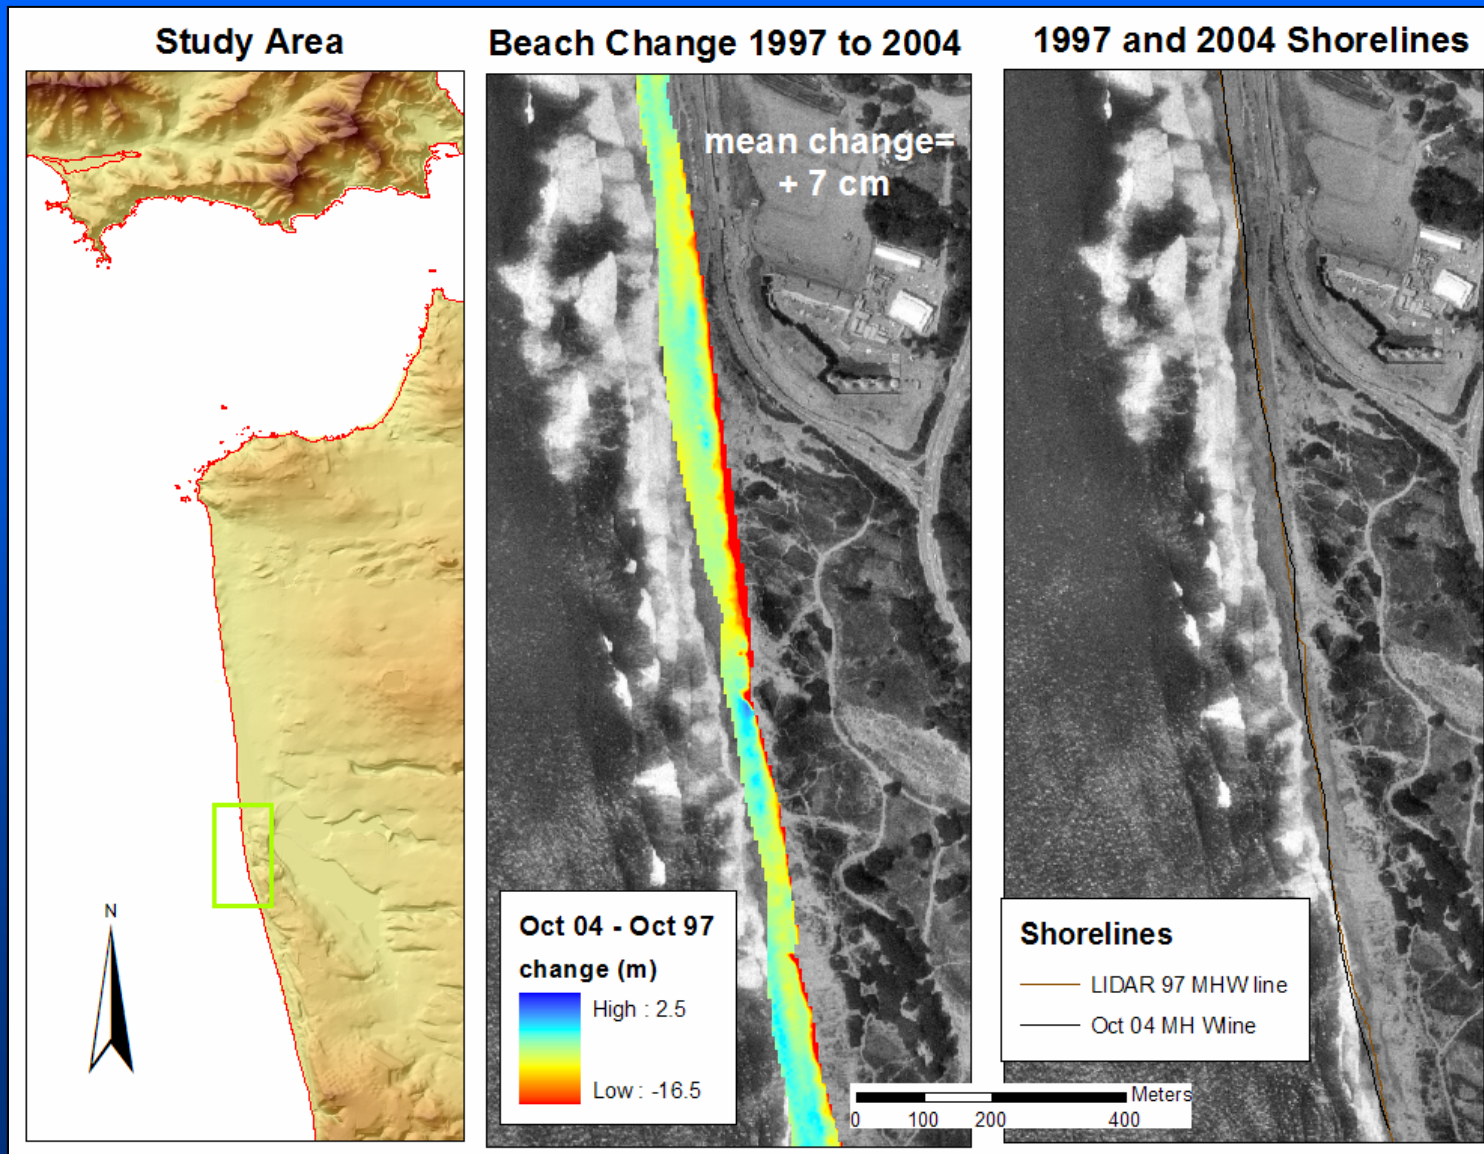 Study Area
Beach Change 1997 to 2004
1997 and 2004 Shorelines
mean change=
+ 7 cm
N
Oct 04 - Oct 97
change (m)
High : 2.5
Low : -16.5
Shorelines
LIDAR 97 MHW line
Oct 04 MH Wline
Meters
0 100 200 400